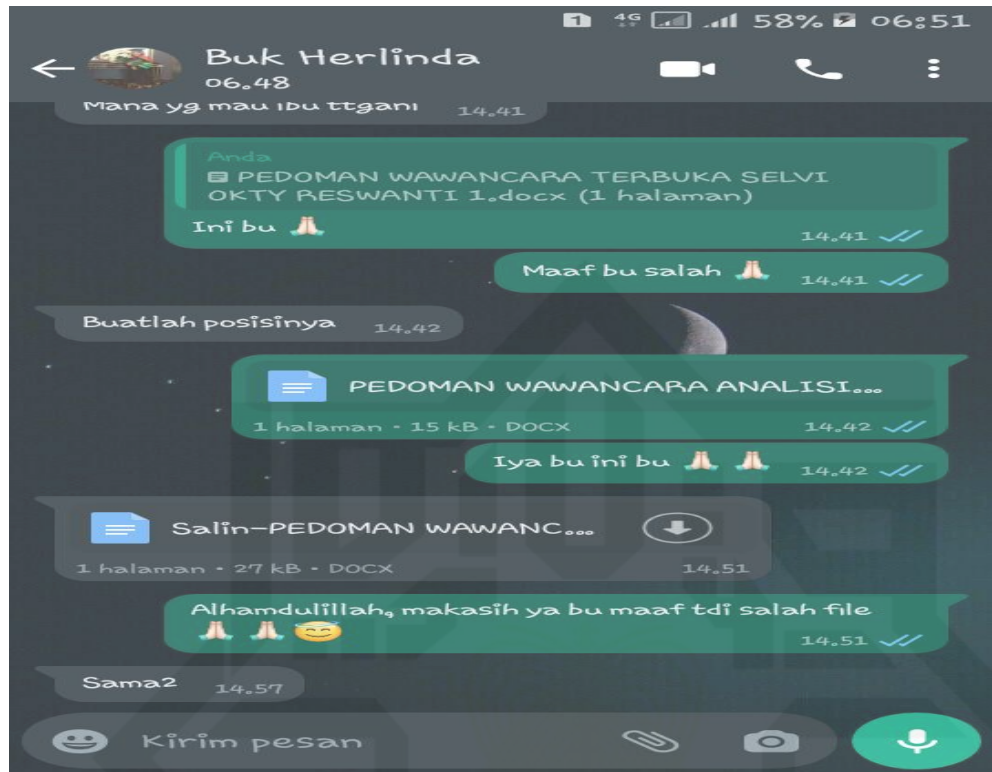 1 4G 58% 06:51
Buk Herlinda
06.48
Mana yg mau ibu ttgani 14.41
Anda
PEDOMAN WAWANCARA TERBUKA SELVI
OKTY RESWANTI 1.docx (1 halaman)
Ini bu 14.41
Maaf bu salah 14.41
Buatlah posisinya 14.42
PEDOMAN WAWANCARA ANALISI...
1 halaman • 15 kB • DOCX 14.42
Iya bu ini bu 14.42
Salin-PEDOMAN WAWANC...
1 halaman • 27 kB • DOCX 14.51
Alhamdulillah, makasih ya bu maaf tdi salah file
14.51
Sama2 14.57
Kirim pesan